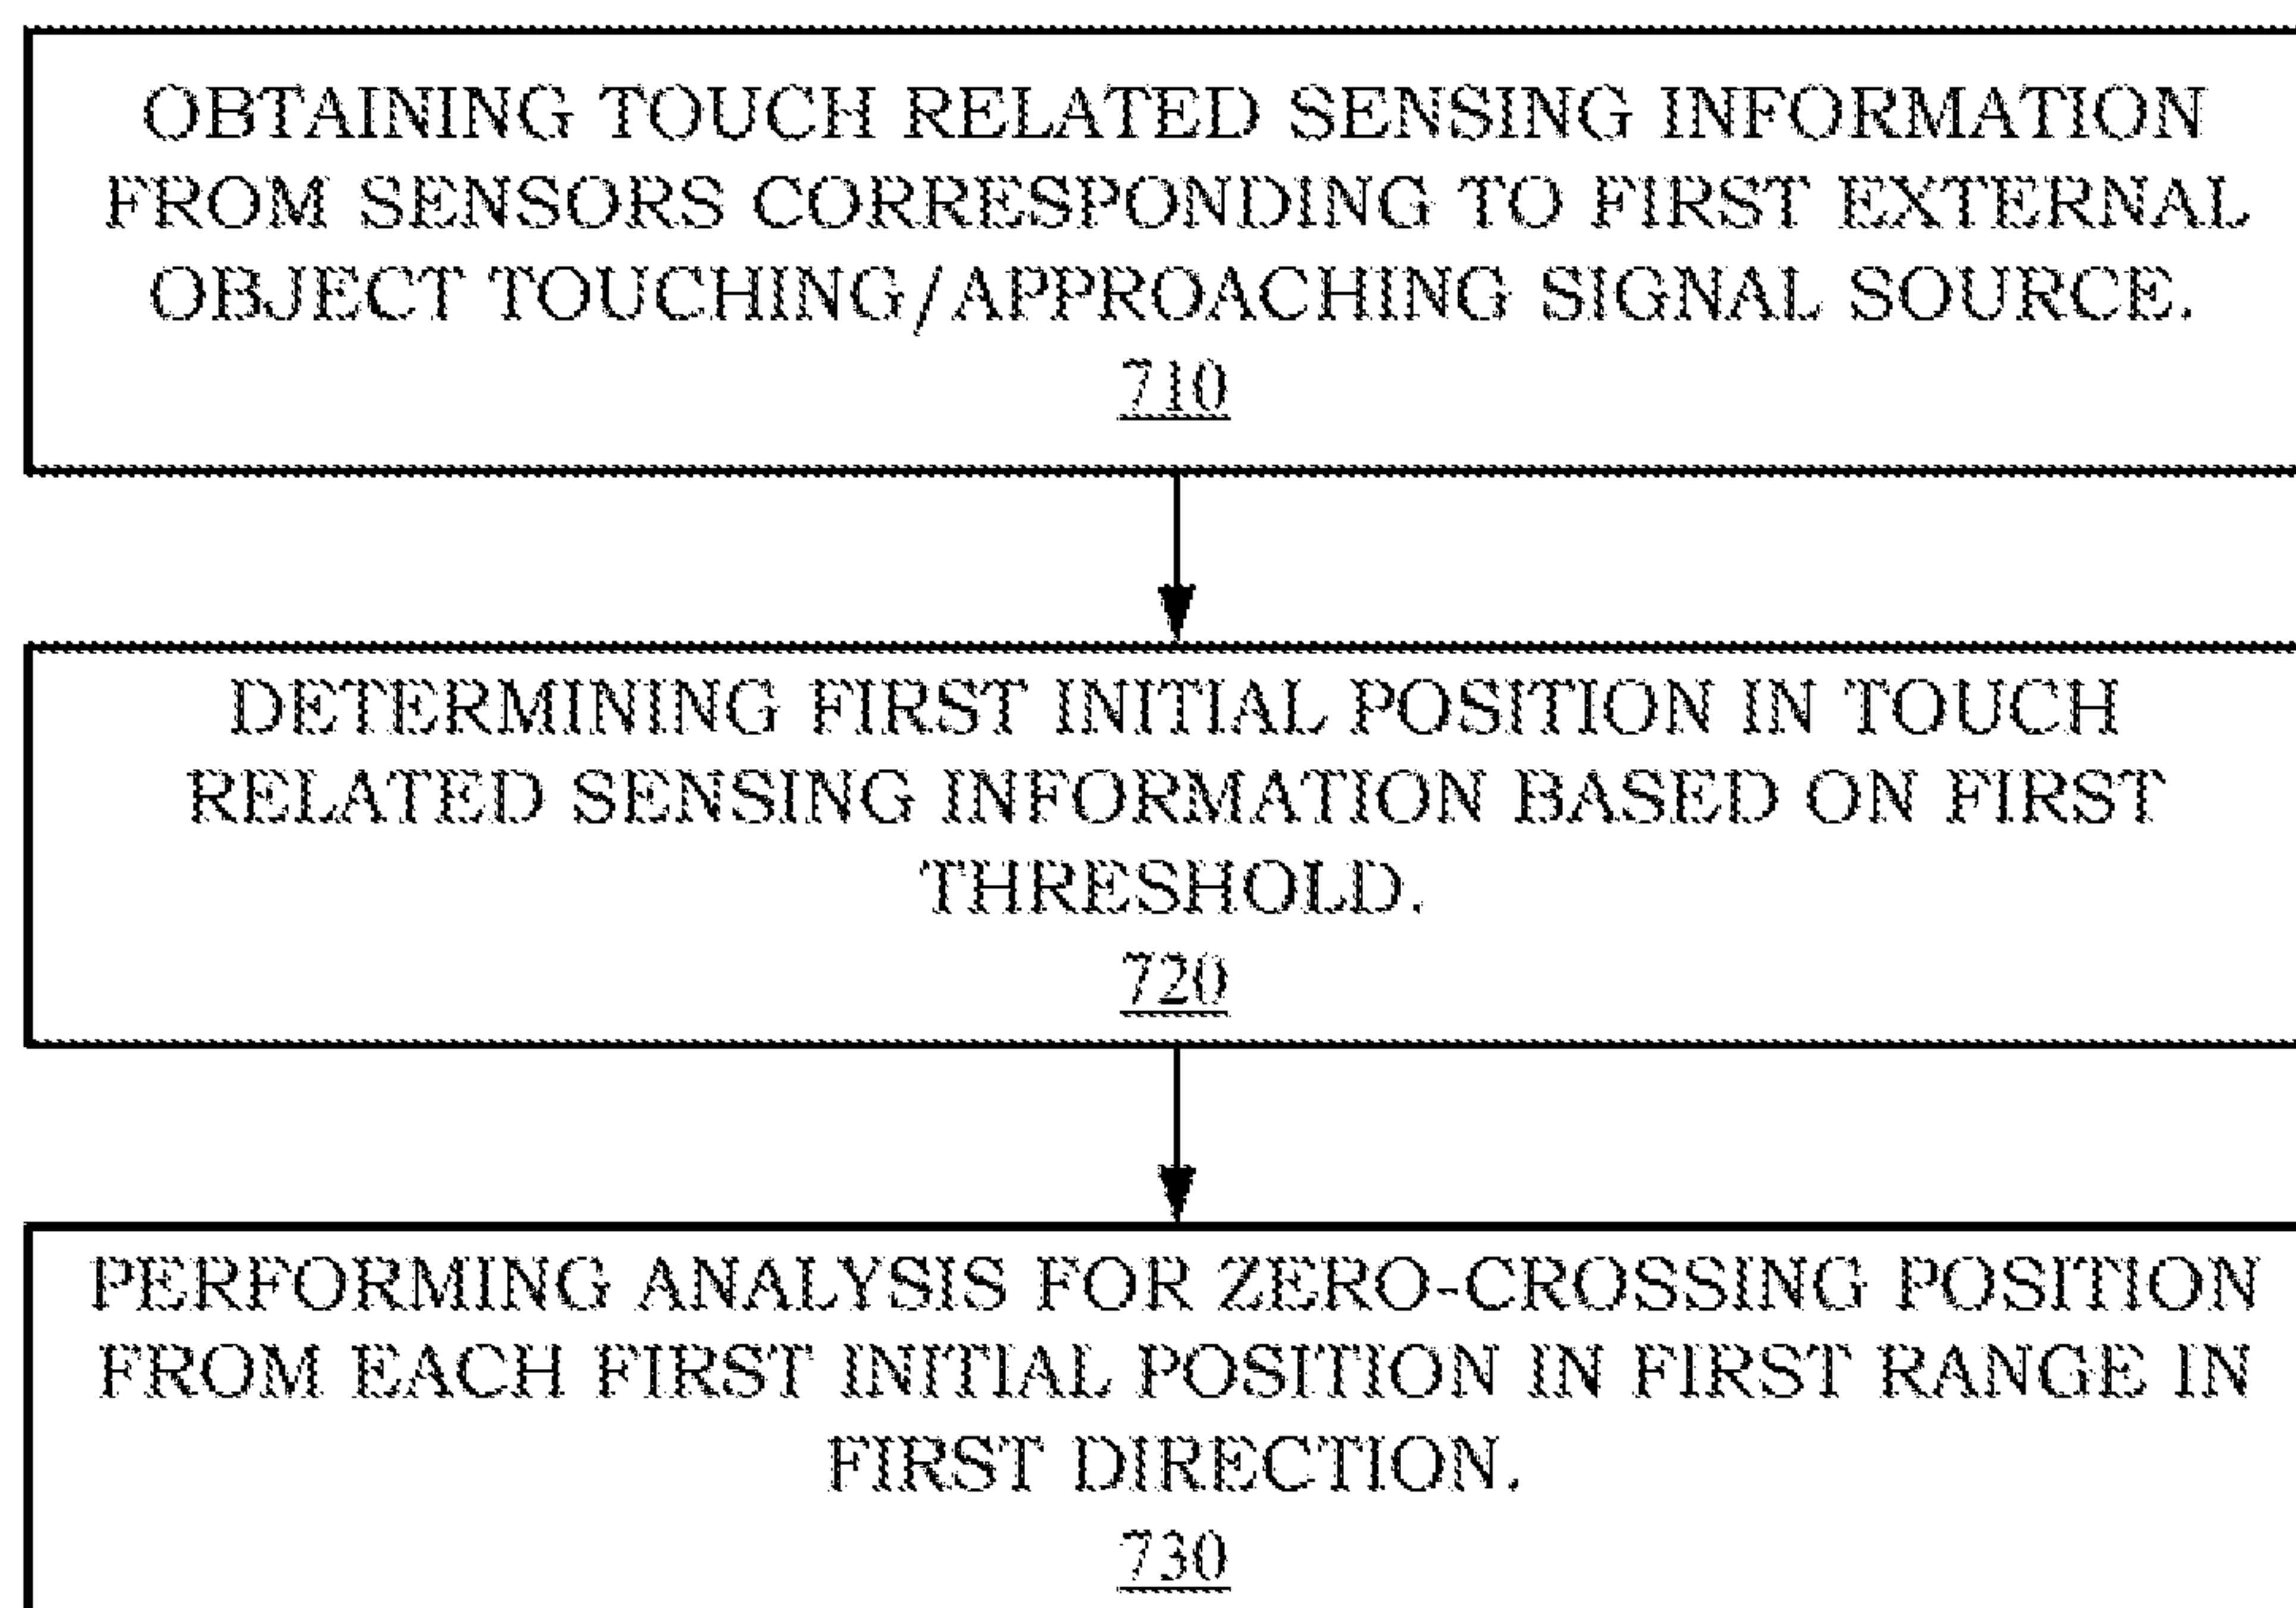 OBTAINING TOUCH RELATED SENSING INFORMATION
FROM SENSORS CORRESPONDING TO FIRST EXTERNAL
OBJECT TOUCHING/APPROACHING SIGNAL SOURCE.
710
DETERMINING FIRST INITIAL POSITION IN TOUCH
RELATED SENSING INFORMATION BASED ON FIRST
THRESHOLD.
720
PERFORMING ANALYSIS FOR ZERO-CROSSING POSITION
FROM EACH FIRST INITIAL POSITION IN FIRST RANGE IN
FIRST DIRECTION.
730